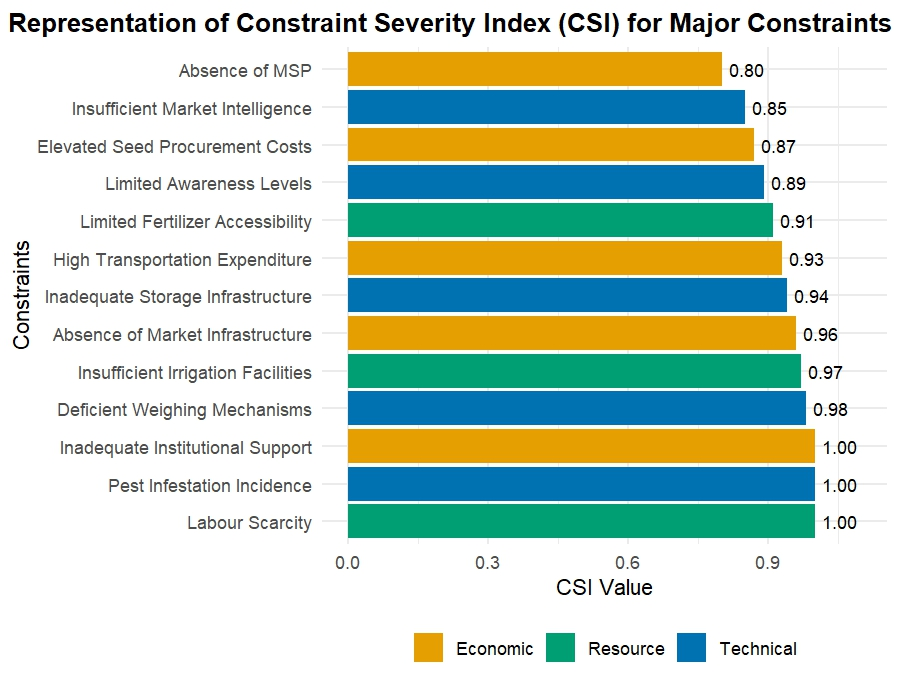 Representation of Constraint Severity Index (CSI) for Major Constraints
Constraints
Absence of MSP 0.80
Insufficient Market Intelligence 0.85
Elevated Seed Procurement Costs 0.87
Limited Awareness Levels 0.89
Limited Fertilizer Accessibility 0.91
High Transportation Expenditure 0.93
Inadequate Storage Infrastructure 0.94
Absence of Market Infrastructure 0.96
Insufficient Irrigation Facilities 0.97
Deficient Weighing Mechanisms 0.98
Inadequate Institutional Support 1.00
Pest Infestation Incidence 1.00
Labour Scarcity 1.00
0.0 0.3 0.6 0.9
CSI Value
Economic Resource Technical